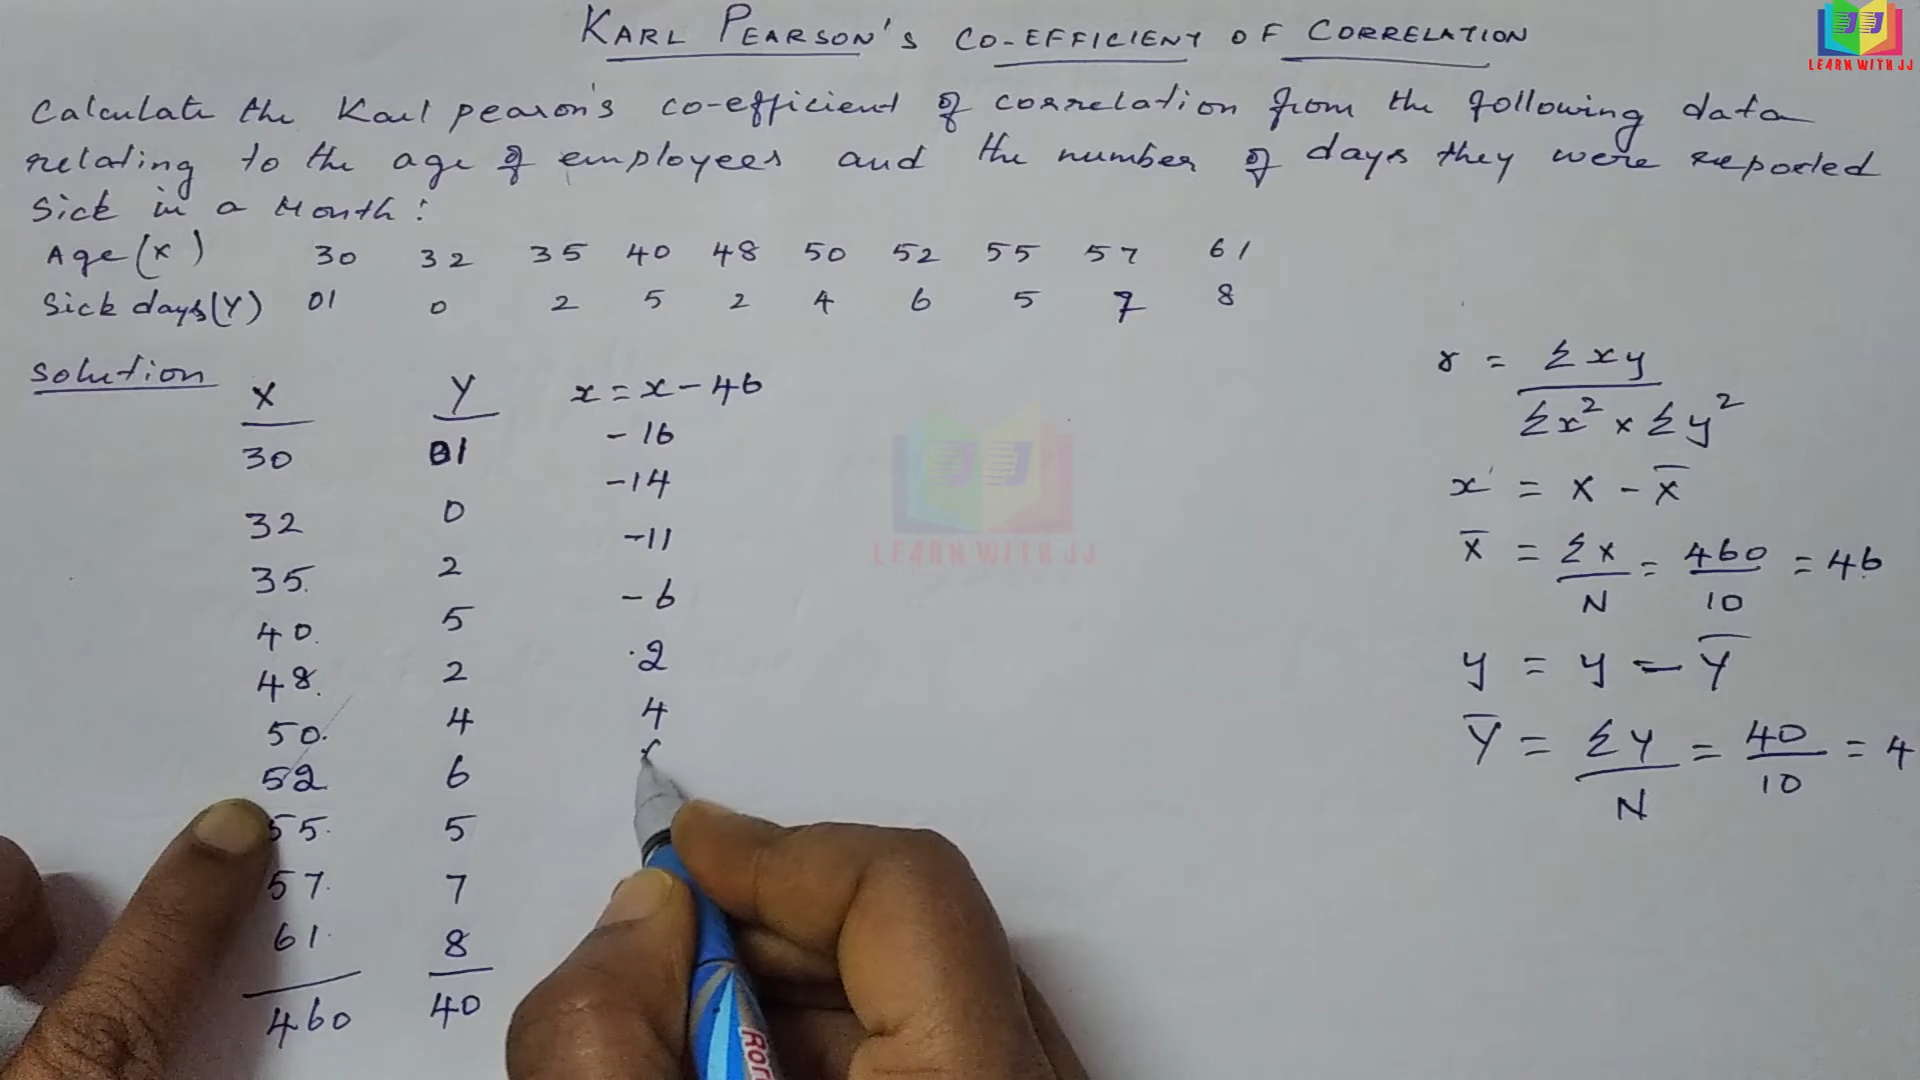 KARL PEARSON'S CO-EFFICIENT OF CORRELATION
LEARN WITH JJ
Calculate the Karl pearon's co-efficient of correlation from the following data
relating to the age of employees and the number of days they were reported
Sick in a Month:
Age(x) 30 32 35 40 48 50 52 55 57 61
Sick days(Y) 01 0 2 5 2 4 6 5 7 8
Solution
X Y x = x - 46
30 01 -16
32 0 -14
35. 2 -11
40. 5 -6
48. 2 2
50. 4 4
52 6
55. 5
57. 7
61. 8
460 40
r = Σxy / Σx² × Σy²
x = X - X̅
X̅ = ΣX / N = 460 / 10 = 46
y = y - Y̅
Y̅ = ΣY / N = 40 / 10 = 4
JJ
LEARN WITH JJ